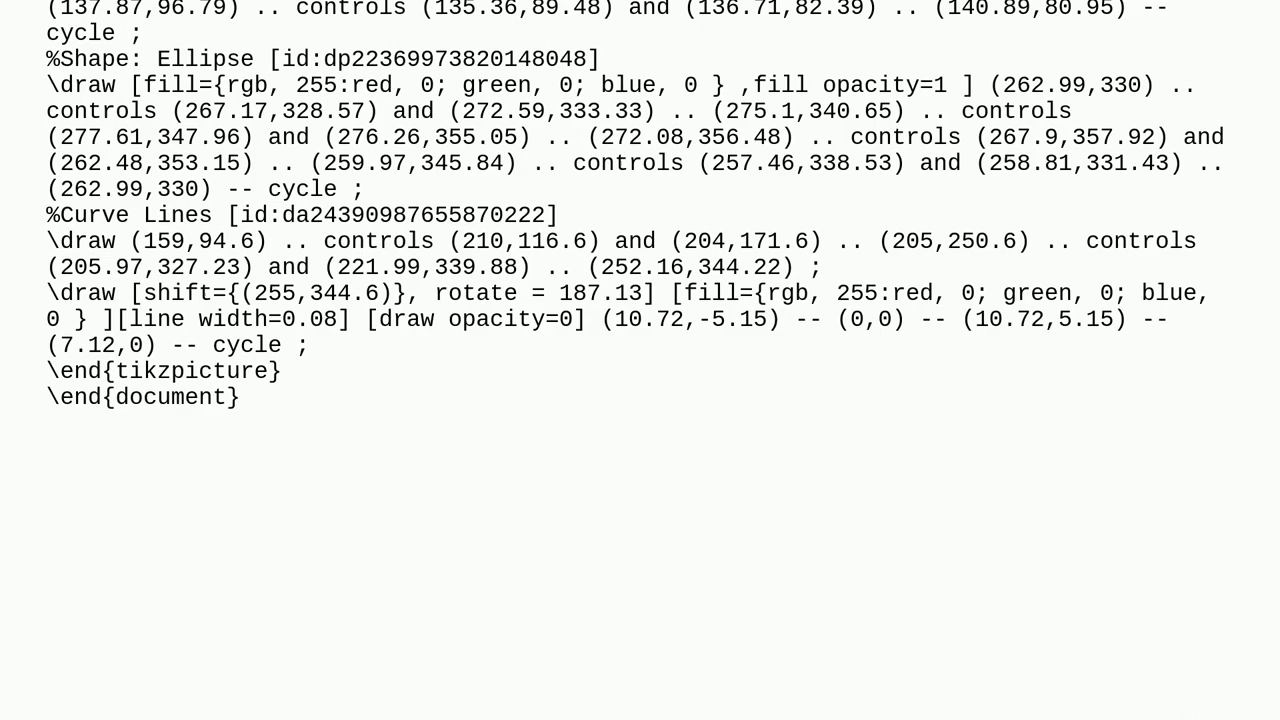 (137.87,96.79) .. controls (135.36,89.48) and (136.71,82.39) .. (140.89,80.95) --
cycle ;
%Shape: Ellipse [id:dp22369973820148048]
\draw [fill={rgb, 255:red, 0; green, 0; blue, 0 } ,fill opacity=1 ] (262.99,330) ..
controls (267.17,328.57) and (272.59,333.33) .. (275.1,340.65) .. controls
(277.61,347.96) and (276.26,355.05) .. (272.08,356.48) .. controls (267.9,357.92) and
(262.48,353.15) .. (259.97,345.84) .. controls (257.46,338.53) and (258.81,331.43) ..
(262.99,330) -- cycle ;
%Curve Lines [id:da24390987655870222]
\draw (159,94.6) .. controls (210,116.6) and (204,171.6) .. (205,250.6) .. controls
(205.97,327.23) and (221.99,339.88) .. (252.16,344.22) ;
\draw [shift={(255,344.6)}, rotate = 187.13] [fill={rgb, 255:red, 0; green, 0; blue,
0 } ][line width=0.08] [draw opacity=0] (10.72,-5.15) -- (0,0) -- (10.72,5.15) --
(7.12,0) -- cycle ;
\end{tikzpicture}
\end{document}